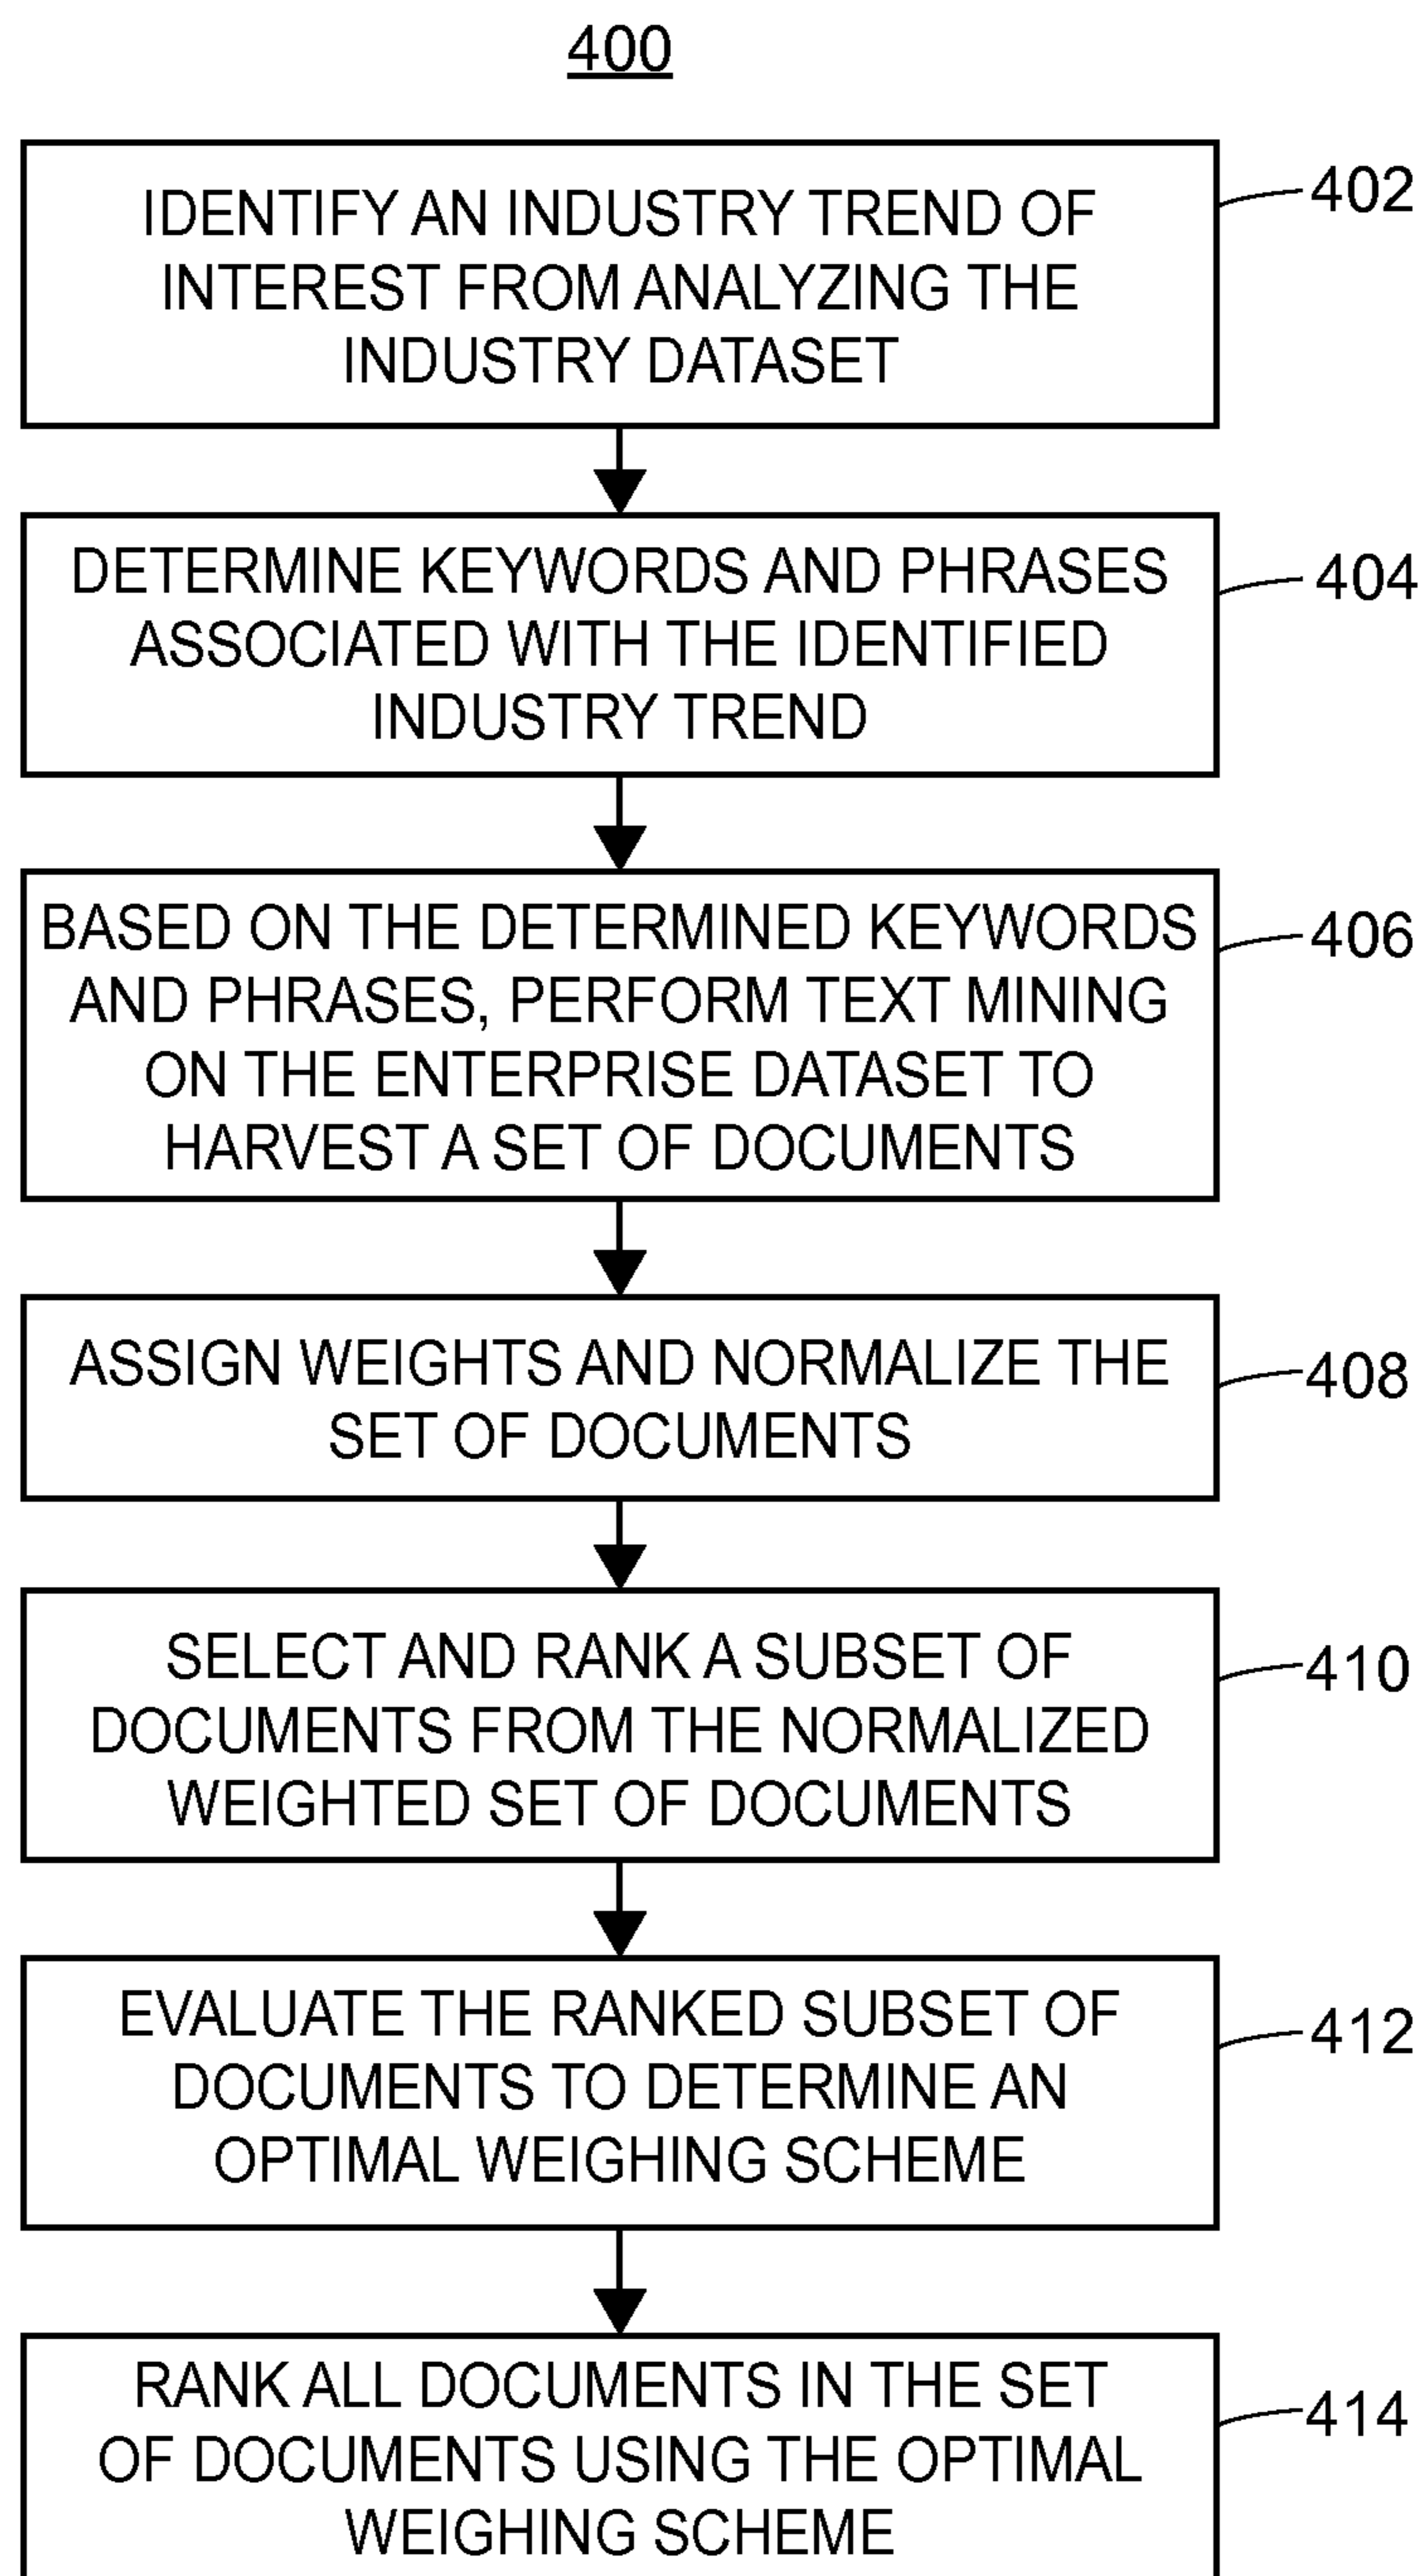 400
IDENTIFY AN INDUSTRY TREND OF
INTEREST FROM ANALYZING THE
INDUSTRY DATASET
402
DETERMINE KEYWORDS AND PHRASES
ASSOCIATED WITH THE IDENTIFIED
INDUSTRY TREND
404
BASED ON THE DETERMINED KEYWORDS
AND PHRASES, PERFORM TEXT MINING
ON THE ENTERPRISE DATASET TO
HARVEST A SET OF DOCUMENTS
406
ASSIGN WEIGHTS AND NORMALIZE THE
SET OF DOCUMENTS
408
SELECT AND RANK A SUBSET OF
DOCUMENTS FROM THE NORMALIZED
WEIGHTED SET OF DOCUMENTS
410
EVALUATE THE RANKED SUBSET OF
DOCUMENTS TO DETERMINE AN
OPTIMAL WEIGHING SCHEME
412
RANK ALL DOCUMENTS IN THE SET
OF DOCUMENTS USING THE OPTIMAL
WEIGHING SCHEME
414